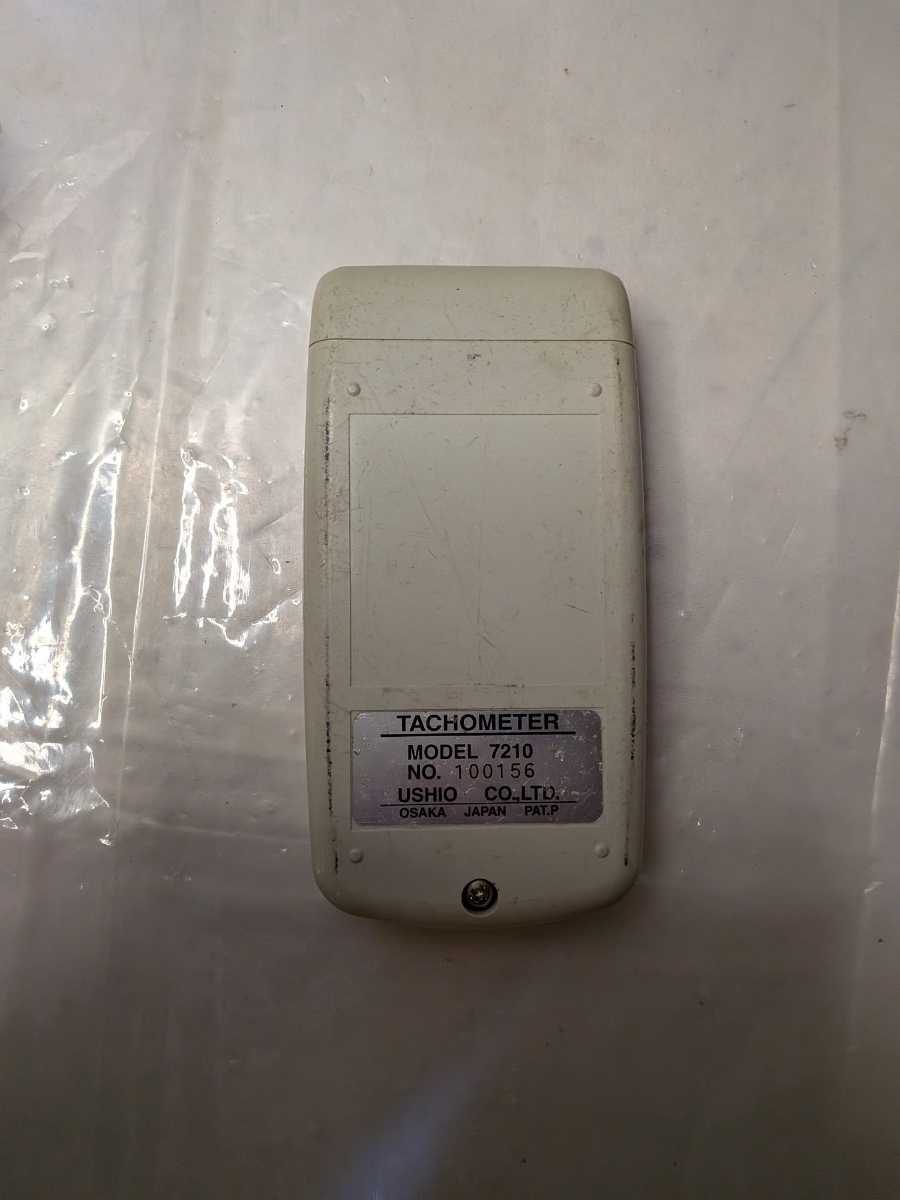 TACHOMETER
MODEL 7210
NO. 100156
USHIO CO.,LTD.
OSAKA JAPAN PAT.P